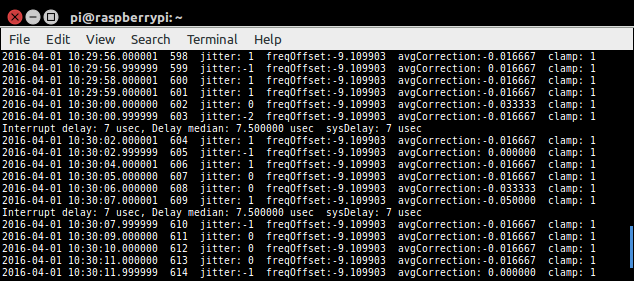 pi@raspberrypi: ~
File Edit View Search Terminal Help
2016-04-01 10:29:56.000001 598 jitter: 1 freqOffset:-9.109903 avgCorrection:-0.016667 clamp: 1
2016-04-01 10:29:56.999999 599 jitter:-1 freqOffset:-9.109903 avgCorrection: 0.016667 clamp: 1
2016-04-01 10:29:58.000001 600 jitter: 1 freqOffset:-9.109903 avgCorrection:-0.016667 clamp: 1
2016-04-01 10:29:59.000001 601 jitter: 1 freqOffset:-9.109903 avgCorrection:-0.016667 clamp: 1
2016-04-01 10:30:00.000000 602 jitter: 0 freqOffset:-9.109903 avgCorrection:-0.033333 clamp: 1
2016-04-01 10:30:00.999999 603 jitter:-2 freqOffset:-9.109903 avgCorrection:-0.016667 clamp: 1
Interrupt delay: 7 usec, Delay median: 7.500000 usec sysDelay: 7 usec
2016-04-01 10:30:02.000001 604 jitter: 1 freqOffset:-9.109903 avgCorrection:-0.016667 clamp: 1
2016-04-01 10:30:02.999999 605 jitter:-1 freqOffset:-9.109903 avgCorrection: 0.000000 clamp: 1
2016-04-01 10:30:04.000001 606 jitter: 1 freqOffset:-9.109903 avgCorrection:-0.016667 clamp: 1
2016-04-01 10:30:05.000000 607 jitter: 0 freqOffset:-9.109903 avgCorrection:-0.016667 clamp: 1
2016-04-01 10:30:06.000000 608 jitter: 0 freqOffset:-9.109903 avgCorrection:-0.033333 clamp: 1
2016-04-01 10:30:07.000001 609 jitter: 1 freqOffset:-9.109903 avgCorrection:-0.050000 clamp: 1
Interrupt delay: 7 usec, Delay median: 7.500000 usec sysDelay: 7 usec
2016-04-01 10:30:07.999999 610 jitter:-1 freqOffset:-9.109903 avgCorrection:-0.016667 clamp: 1
2016-04-01 10:30:09.000000 611 jitter: 0 freqOffset:-9.109903 avgCorrection:-0.016667 clamp: 1
2016-04-01 10:30:10.000000 612 jitter: 0 freqOffset:-9.109903 avgCorrection:-0.016667 clamp: 1
2016-04-01 10:30:11.000000 613 jitter: 0 freqOffset:-9.109903 avgCorrection:-0.016667 clamp: 1
2016-04-01 10:30:11.999999 614 jitter:-1 freqOffset:-9.109903 avgCorrection: 0.000000 clamp: 1